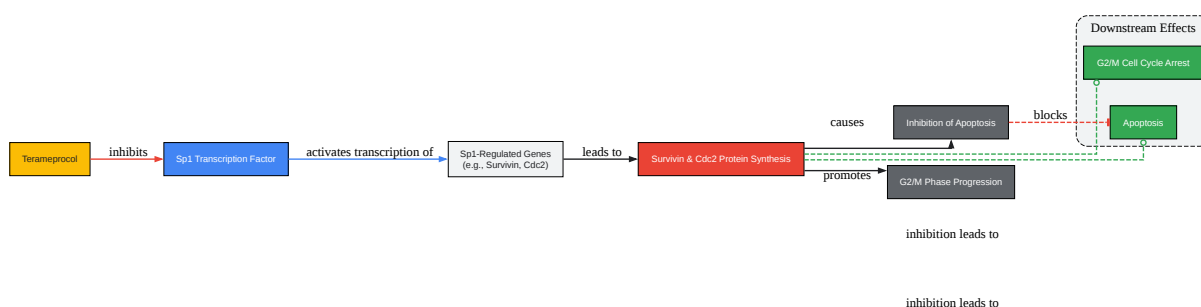 Downstream Effects
G2/M Cell Cycle Arrest
causes
Inhibition of Apoptosis
blocks
Apoptosis
Terameprocol
inhibits
Sp1 Transcription Factor
activates transcription of
Sp1-Regulated Genes
(e.g., Survivin, Cdc2)
leads to
Survivin & Cdc2 Protein Synthesis
promotes
G2/M Phase Progression
inhibition leads to
inhibition leads to